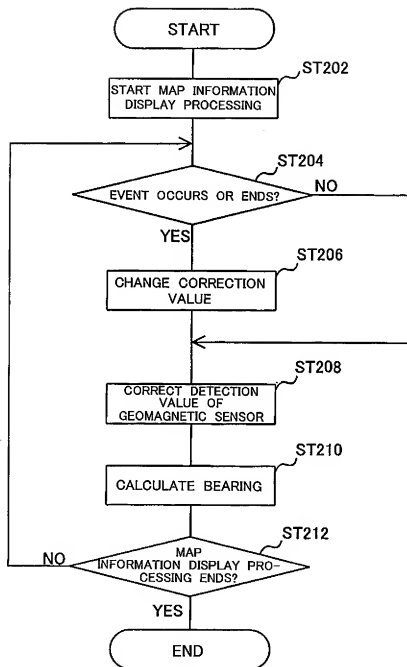 START
ST202
START MAP INFORMATION
DISPLAY PROCESSING
ST204
EVENT OCCURS OR ENDS?
NO
YES
ST206
CHANGE CORRECTION
VALUE
ST208
CORRECT DETECTION
VALUE OF
GEOMAGNETIC SENSOR
ST210
CALCULATE BEARING
ST212
NO
MAP
INFORMATION DISPLAY PRO-
CESSING ENDS?
YES
END